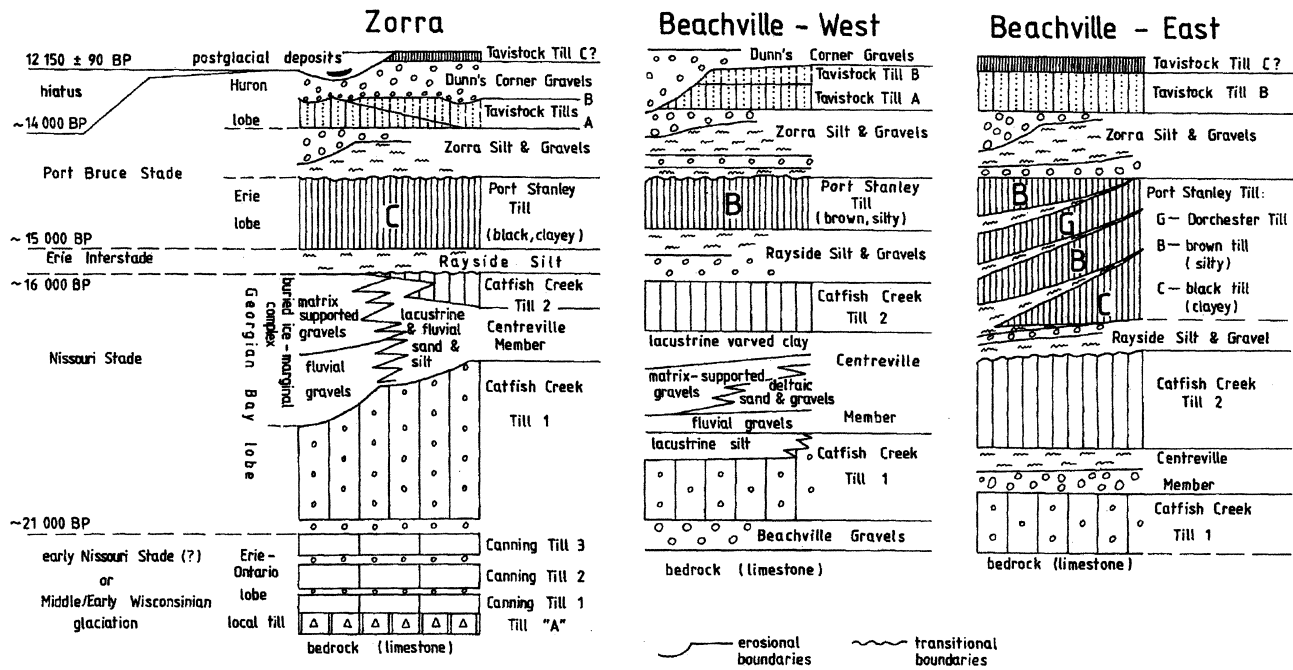 Zorra
12 150 ± 90 BP
postglacial deposits
Tavistock Till C?
hiatus
Huron
Dunn's Corner Gravels
B
Tavistock Tills
~14 000 BP
lobe
A
Zorra Silt & Gravels
Port Bruce Stade
Erie
lobe
C
Port Stanley
Till
(black, clayey)
~15 000 BP
Erie Interstade
Rayside Silt
~16 000 BP
Georgian Bay lobe
buried ice-marginal
complex
matrix
supported
gravels
lacustrine
& fluvial
sand &
silt
fluvial
gravels
Catfish Creek
Till 2
Centreville
Member
Nissouri Stade
Catfish Creek
Till 1
~21 000 BP
early Nissouri Stade (?)
or
Middle/Early Wisconsinian
glaciation
Erie-
Ontario
lobe
local till
Canning Till 3
Canning Till 2
Canning Till 1
Till "A"
bedrock (limestone)
Beachville - West
Dunn's Corner Gravels
Tavistock Till B
Tavistock Till A
Zorra Silt & Gravels
B
Port Stanley
Till
(brown, silty)
Rayside Silt & Gravels
Catfish Creek
Till 2
lacustrine varved clay
Centreville
matrix-supported
gravels
deltaic
sand & gravels
Member
fluvial gravels
lacustrine silt
Catfish Creek
Till 1
Beachville Gravels
bedrock (limestone)
Beachville - East
Tavistock Till C?
Tavistock Till B
Zorra Silt & Gravels
B
G
B
C
Port Stanley Till:
G - Dorchester Till
B - brown till
(silty)
C - black till
(clayey)
Rayside Silt & Gravel
Catfish Creek
Till 2
Centreville
Member
Catfish Creek
Till 1
bedrock (limestone)
erosional
boundaries
transitional
boundaries